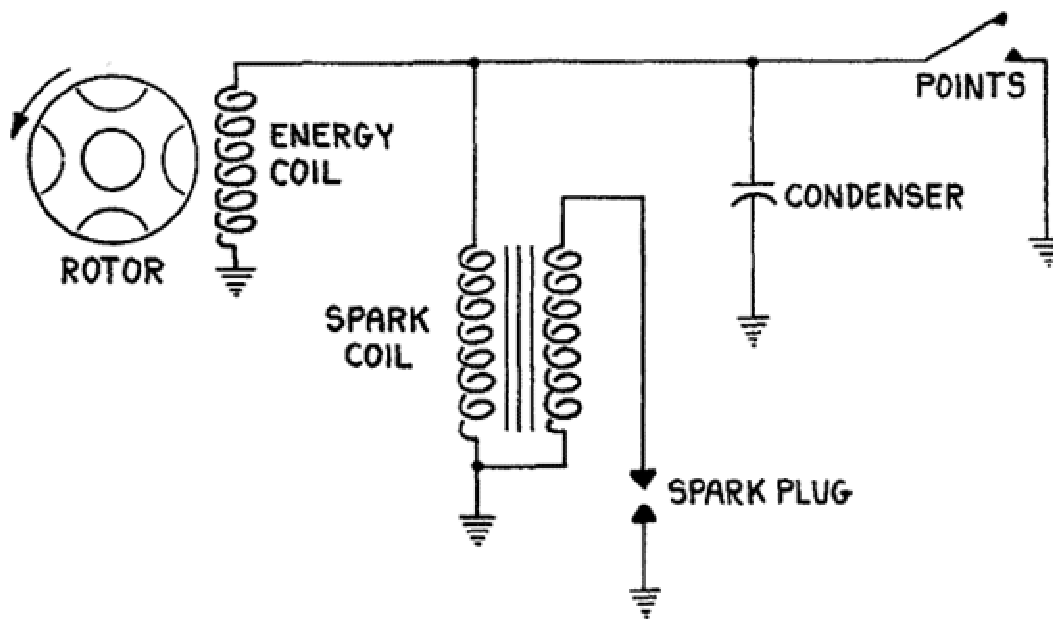 POINTS
ENERGY
COIL
CONDENSER
ROTOR
SPARK
COIL
SPARK PLUG